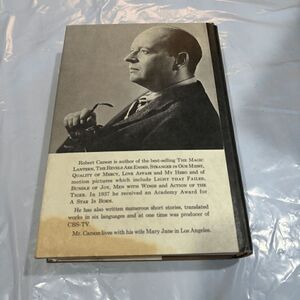 Robert Carson is author of the best-selling THE MAGIC
LANTERN, THE REVELS ARE ENDED, STRANGER IN OUR MIDST,
QUALITY OF MERCY, LOVE AFFAIR and MY HERO and of
motion pictures which include LIGHT THAT FAILED,
BUNDLE OF JOY, MEN WITH WINGS and ACTION OF THE
TIGER. In 1937 he received an Academy Award for
A STAR IS BORN.
He has also written numerous short stories, translated
works in six languages and at one time was producer of
CBS-TV.
Mr. Carson lives with his wife Mary Jane in Los Angeles.